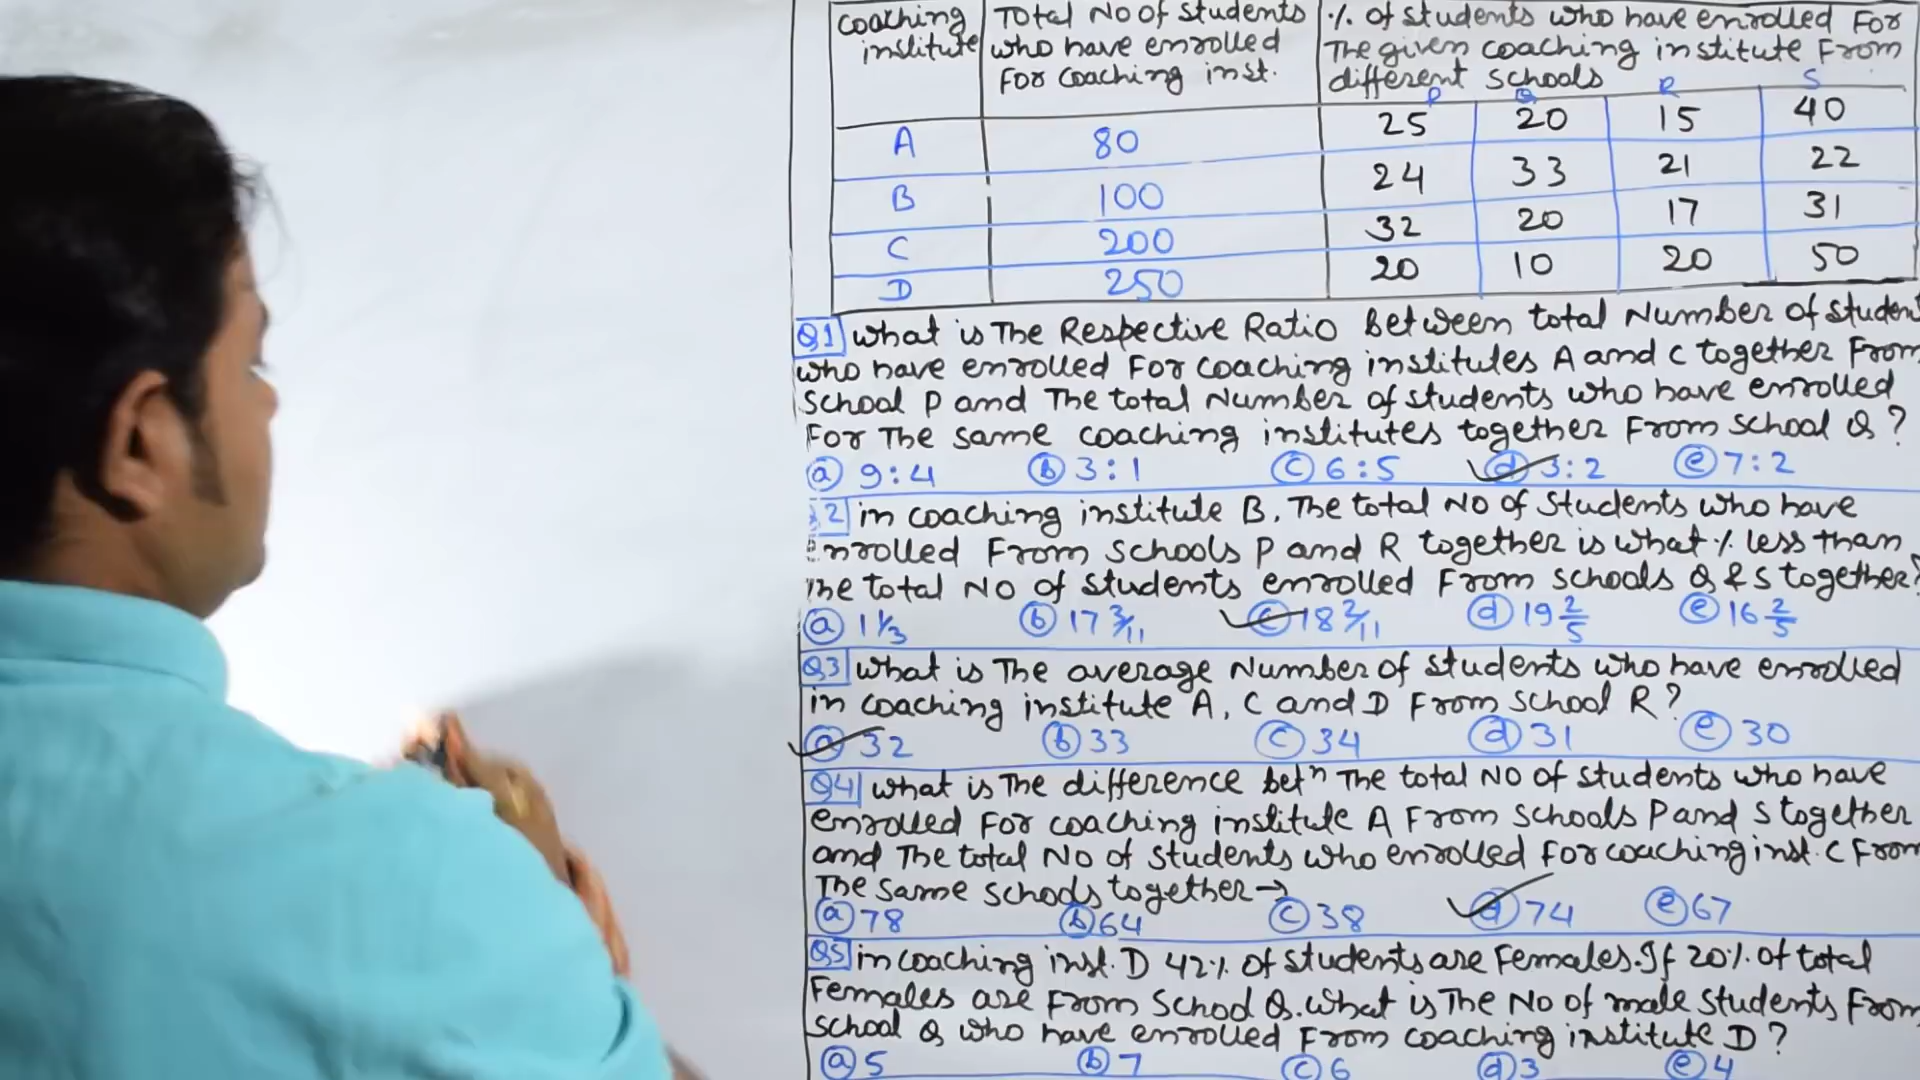 coaching institute
Total No of students who have enrolled for coaching inst.
% of students who have enrolled for The given coaching institute From different schools
P Q R S
A 80 25 20 15 40
B 100 24 33 21 22
C 200 32 20 17 31
D 250 20 10 20 50
Q1 what is The Respective Ratio between total Number of student
who have enrolled For coaching institutes A and C together From
School P and The total Number of students who have enrolled
For The same coaching institutes together From school Q?
(a) 9:4 (b) 3:1 (c) 6:5 (d) 3:2 (e) 7:2
Q2 in coaching institute B, The total No of students who have
enrolled From schools P and R together is what % less than
The total No of students enrolled From schools Q & S together?
(a) 1 1/3 (b) 17 3/11 (c) 18 2/11 (d) 19 2/5 (e) 16 2/5
Q3 what is The average Number of students who have enrolled
in coaching institute A, C and D From school R?
(a) 32 (b) 33 (c) 34 (d) 31 (e) 30
Q4 what is The difference betn The total No of students who have
enrolled For coaching institute A From schools P and S together
and The total No of students who enrolled for coaching inst. C From
The same schools together →
(a) 78 (b) 64 (c) 38 (d) 74 (e) 67
Q5 in coaching inst. D 42% of students are Females. If 20% of total
Females are From School Q. what is The No of male students From
School Q who have enrolled From coaching institute D?
(a) 5 (b) 7 (c) 6 (d) 3 (e) 4